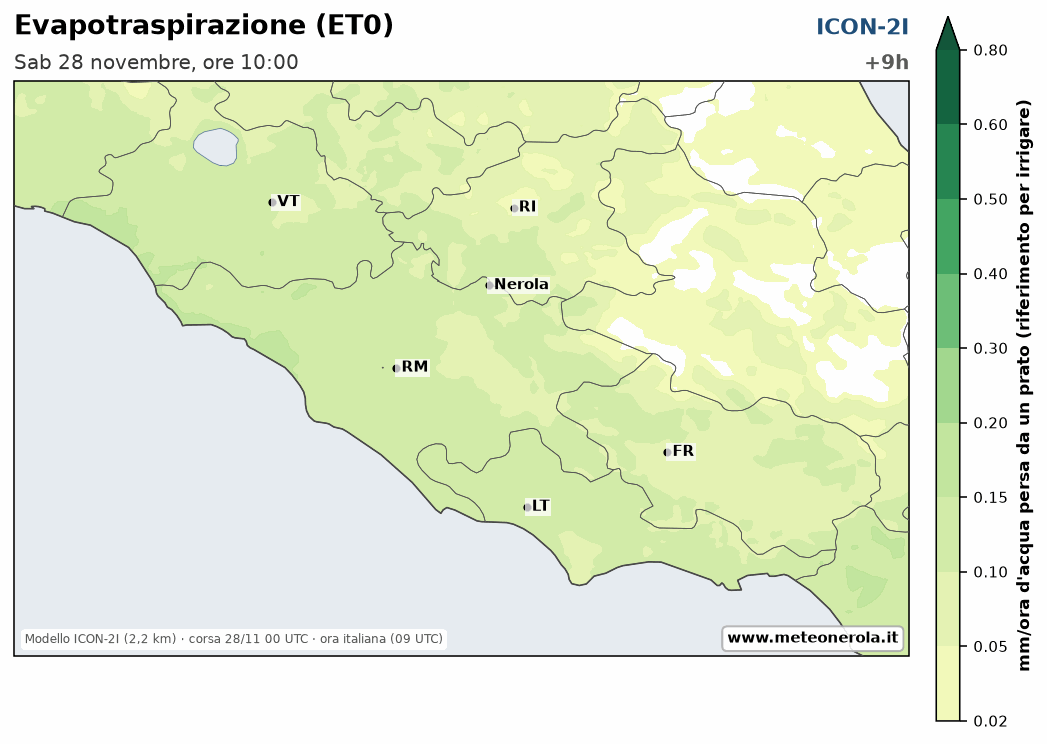 Evapotraspirazione (ET0)
ICON-2I
Sab 28 novembre, ore 10:00
+9h
VT
RI
Nerola
RM
FR
LT
Modello ICON-2I (2,2 km) · corsa 28/11 00 UTC · ora italiana (09 UTC)
www.meteonerola.it
0.80
0.60
0.50
0.40
0.30
0.20
0.15
0.10
0.05
0.02
mm/ora d'acqua persa da un prato (riferimento per irrigare)